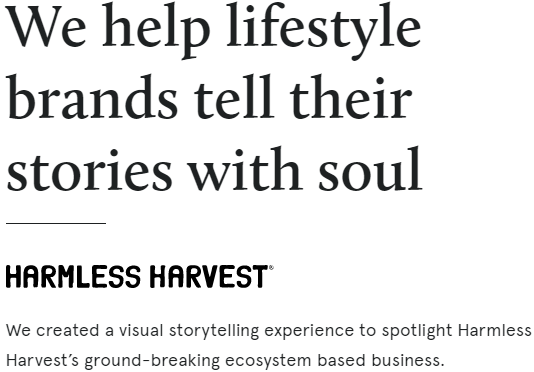 We help lifestyle
brands tell their
stories with soul
HARMLESS HARVEST®
We created a visual storytelling experience to spotlight Harmless
Harvest’s ground-breaking ecosystem based business.